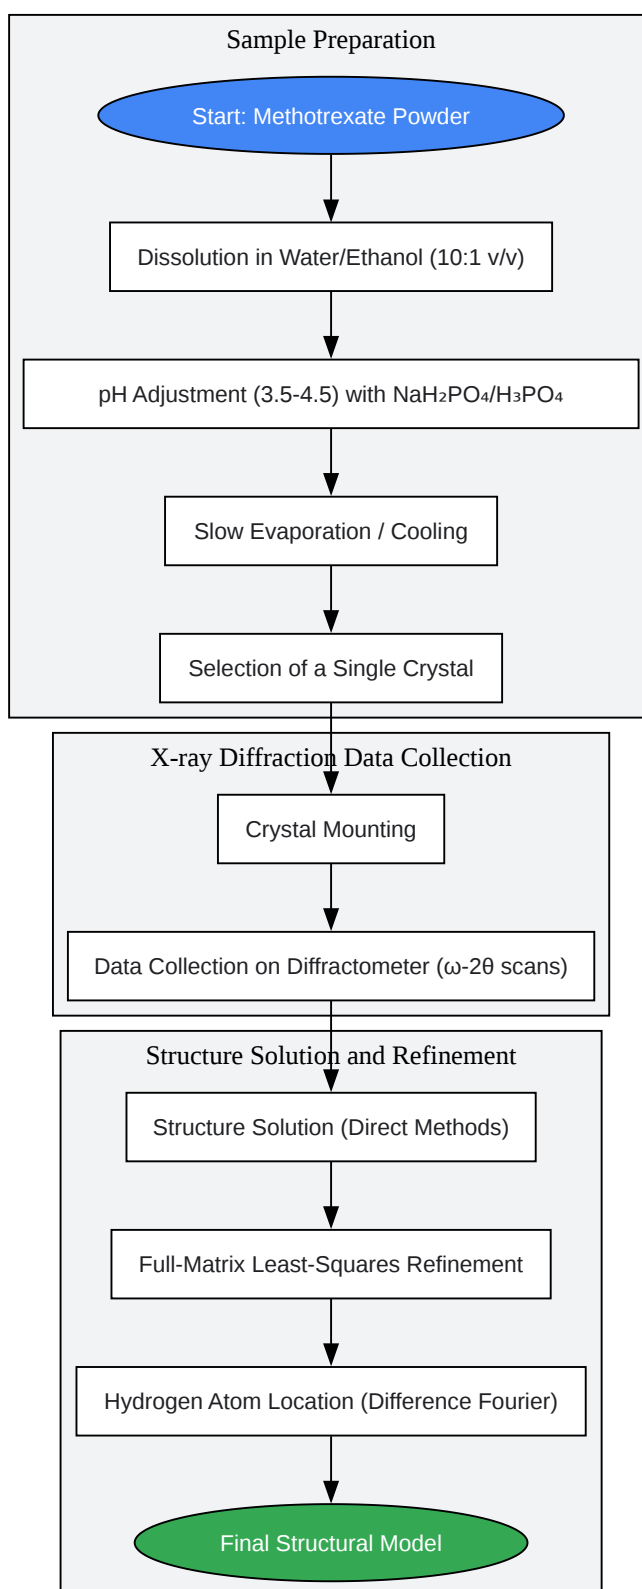 Sample Preparation
Start: Methotrexate Powder
Dissolution in Water/Ethanol (10:1 v/v)
pH Adjustment (3.5-4.5) with NaH₂PO₄/H₃PO₄
Slow Evaporation / Cooling
Selection of a Single Crystal
X-ray Diffraction Data Collection
Crystal Mounting
Data Collection on Diffractometer (ω-2θ scans)
Structure Solution and Refinement
Structure Solution (Direct Methods)
Full-Matrix Least-Squares Refinement
Hydrogen Atom Location (Difference Fourier)
Final Structural Model